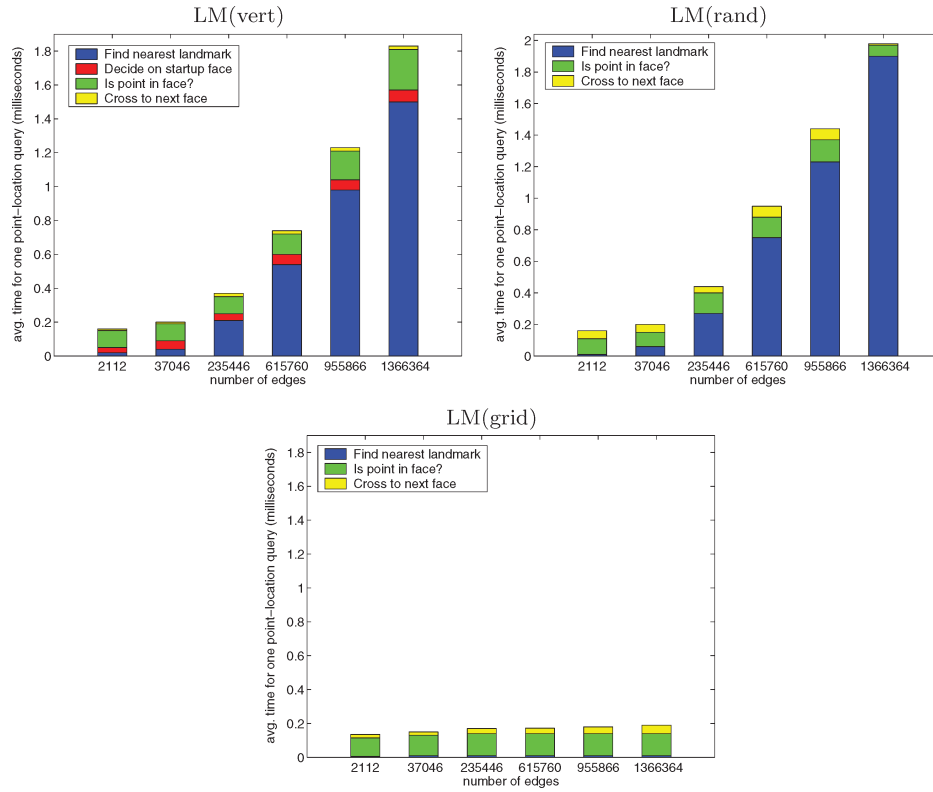 LM(vert)
avg. time for one point-location query (milliseconds)
1.8
1.6
1.4
1.2
1
0.8
0.6
0.4
0.2
0
Find nearest landmark
Decide on startup face
Is point in face?
Cross to next face
2112 37046 235446 615760 955866 1366364
number of edges
LM(rand)
avg. time for one point-location query (milliseconds)
2
1.8
1.6
1.4
1.2
1
0.8
0.6
0.4
0.2
0
Find nearest landmark
Is point in face?
Cross to next face
2112 37046 235446 615760 955866 1366364
number of edges
LM(grid)
avg. time for one point-location query (milliseconds)
1.8
1.6
1.4
1.2
1
0.8
0.6
0.4
0.2
0
Find nearest landmark
Is point in face?
Cross to next face
2112 37046 235446 615760 955866 1366364
number of edges